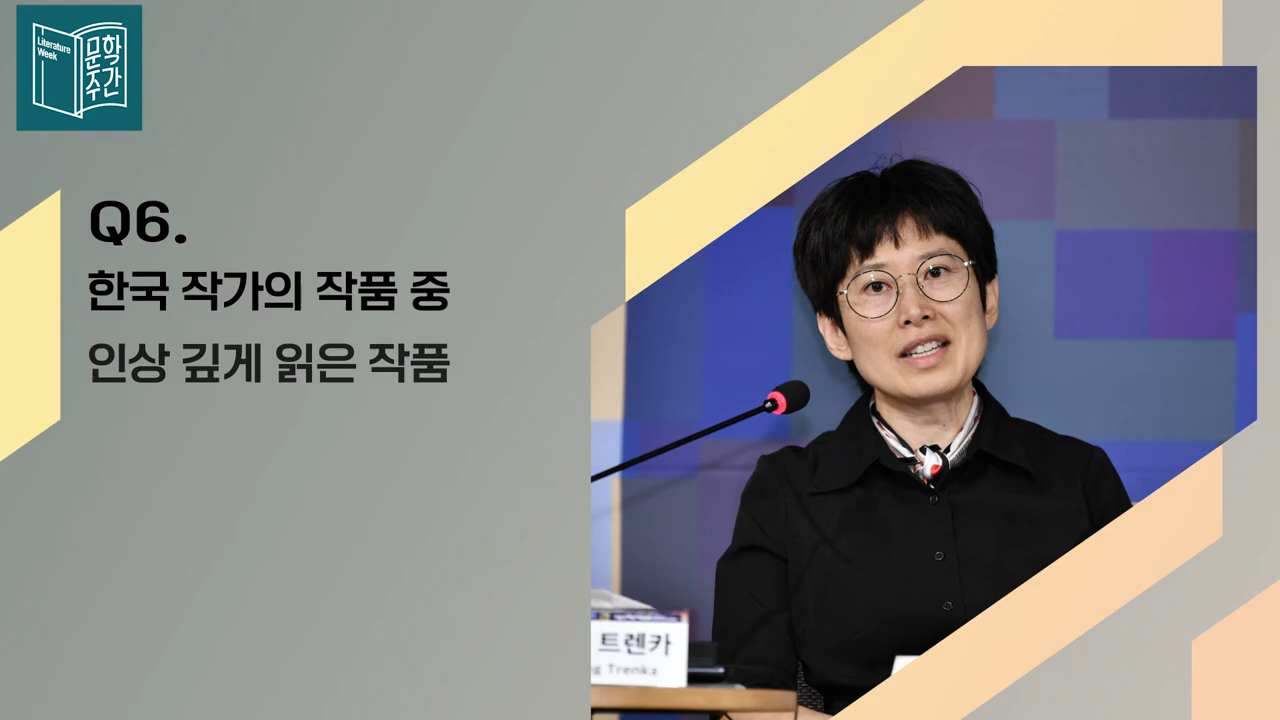 Literature
Week
문학
주간
Q6.
한국 작가의 작품 중
인상 깊게 읽은 작품
트렌카
g Trenka